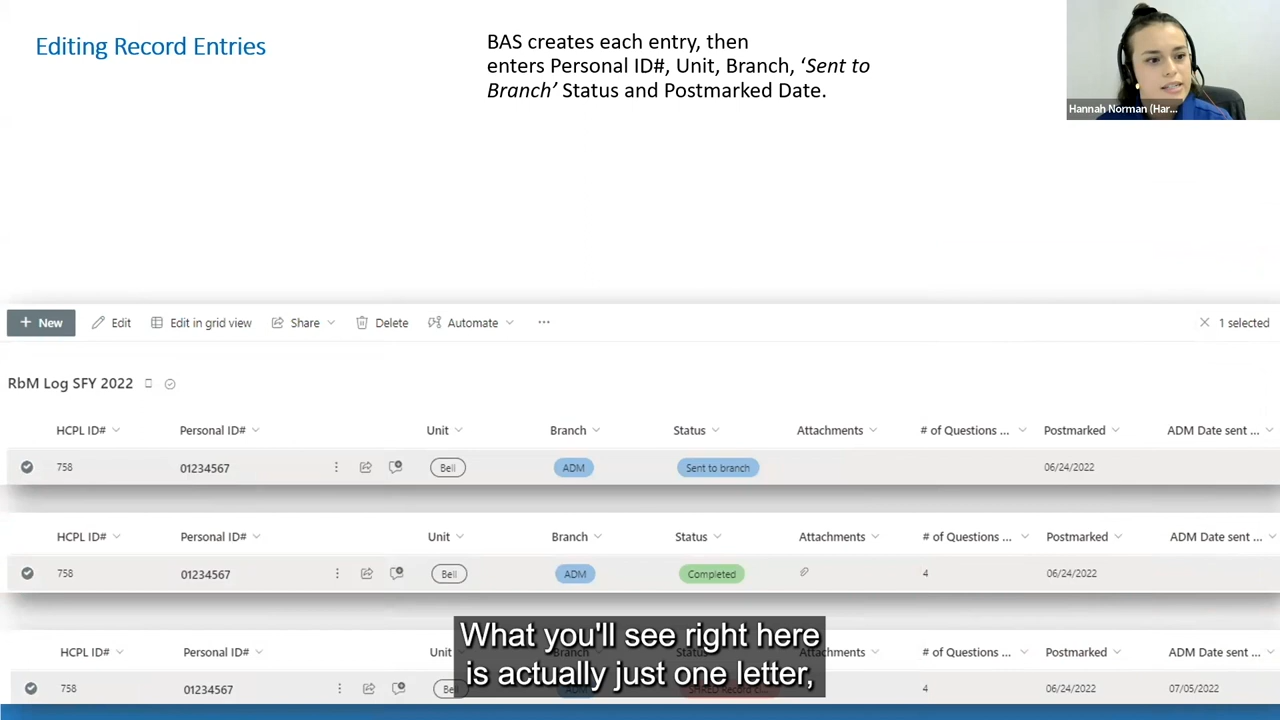 Editing Record Entries
BAS creates each entry, then
enters Personal ID#, Unit, Branch, ‘Sent to
Branch’ Status and Postmarked Date.
Hannah Norman (Har...
+ New Edit Edit in grid view Share Delete Automate ... 1 selected
RbM Log SFY 2022
HCPL ID# Personal ID# Unit Branch Status Attachments # of Questions ... Postmarked ADM Date sent ...
758 01234567 Bell ADM Sent to branch 06/24/2022
HCPL ID# Personal ID# Unit Branch Status Attachments # of Questions ... Postmarked ADM Date sent ...
758 01234567 Bell ADM Completed 4 06/24/2022
What you'll see right here
is actually just one letter,
HCPL ID# Personal ID# Unit Branch Status Attachments # of Questions ... Postmarked ADM Date sent ...
758 01234567 Bell ADM SHRED 4 06/24/2022 07/05/2022